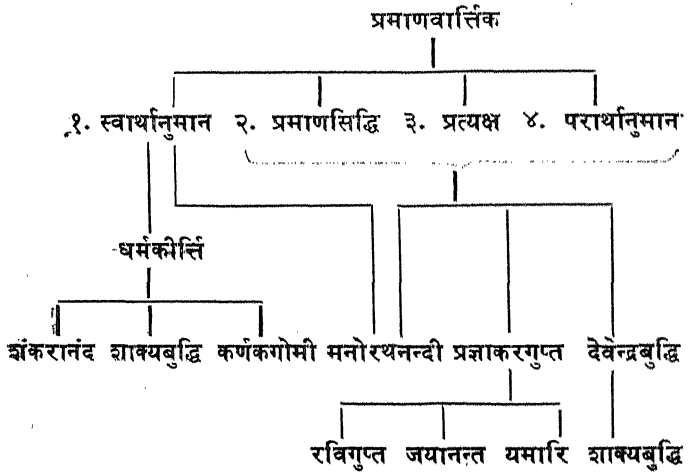 प्रमाणवार्त्तिक
१. स्वार्थानुमान २. प्रमाणसिद्धि ३. प्रत्यक्ष ४. परार्थानुमान
धर्मकीर्त्ति
शंकरानंद शाक्यबुद्धि कर्णकगोमी मनोरथनन्दी प्रज्ञाकरगुप्त देवेन्द्रबुद्धि
रविगुप्त जयानन्त यमारि शाक्यबुद्धि